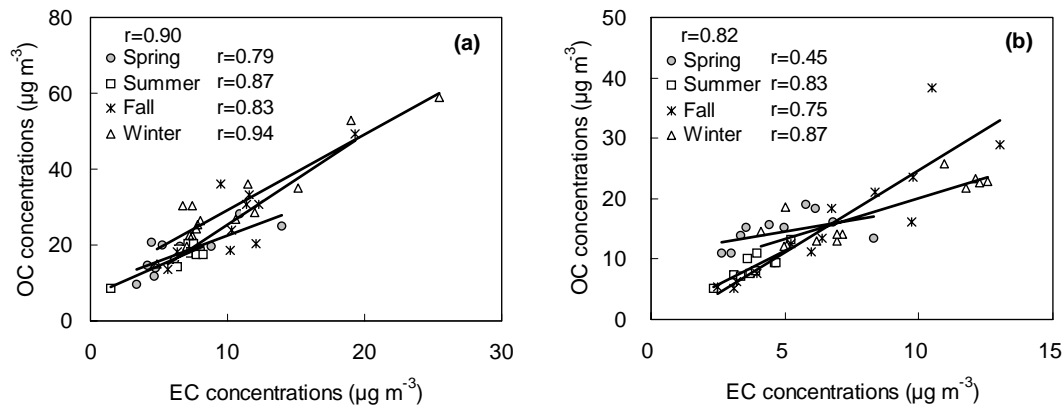 r=0.90
(a)
Spring r=0.79
Summer r=0.87
Fall r=0.83
Winter r=0.94
80
60
40
20
0
0 10 20 30
OC concentrations (µg m-3)
EC concentrations (µg m-3)
r=0.82
(b)
Spring r=0.45
Summer r=0.83
Fall r=0.75
Winter r=0.87
50
40
30
20
10
0
0 5 10 15
OC concentrations (µg m-3)
EC concentrations (µg m-3)